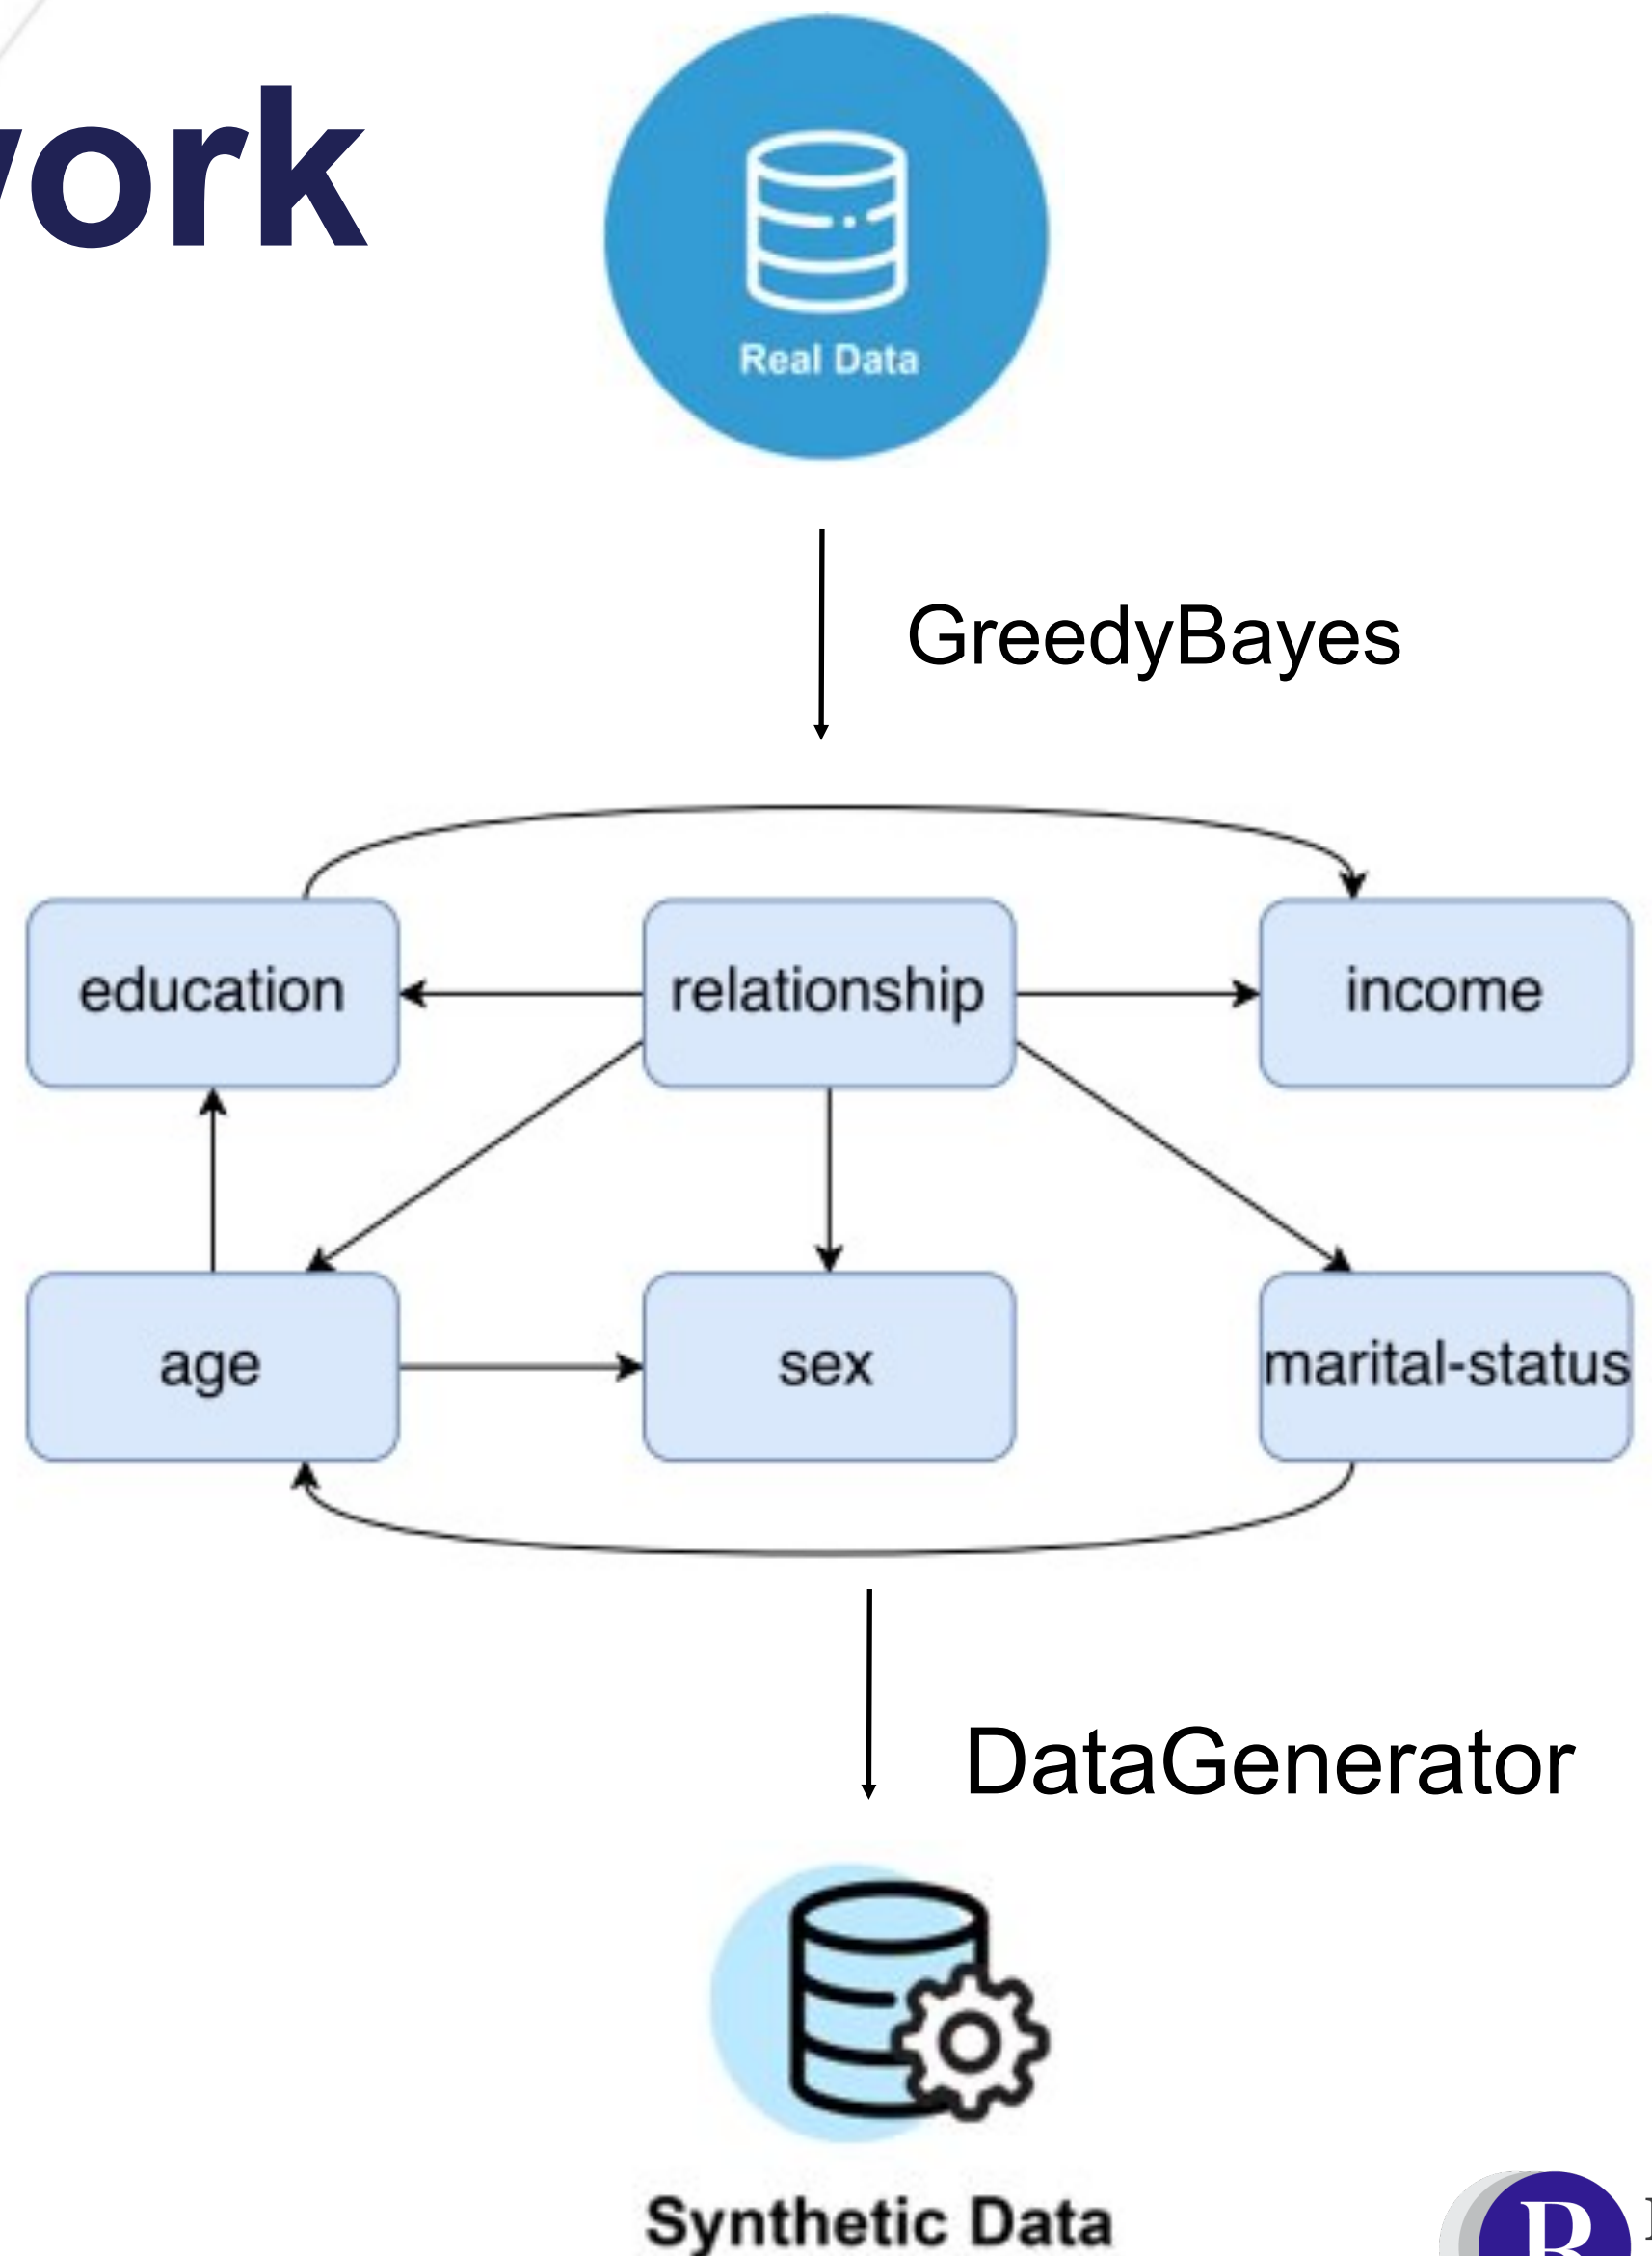 ork
Real Data
GreedyBayes
education relationship income
age sex marital-status
DataGenerator
Synthetic Data
B